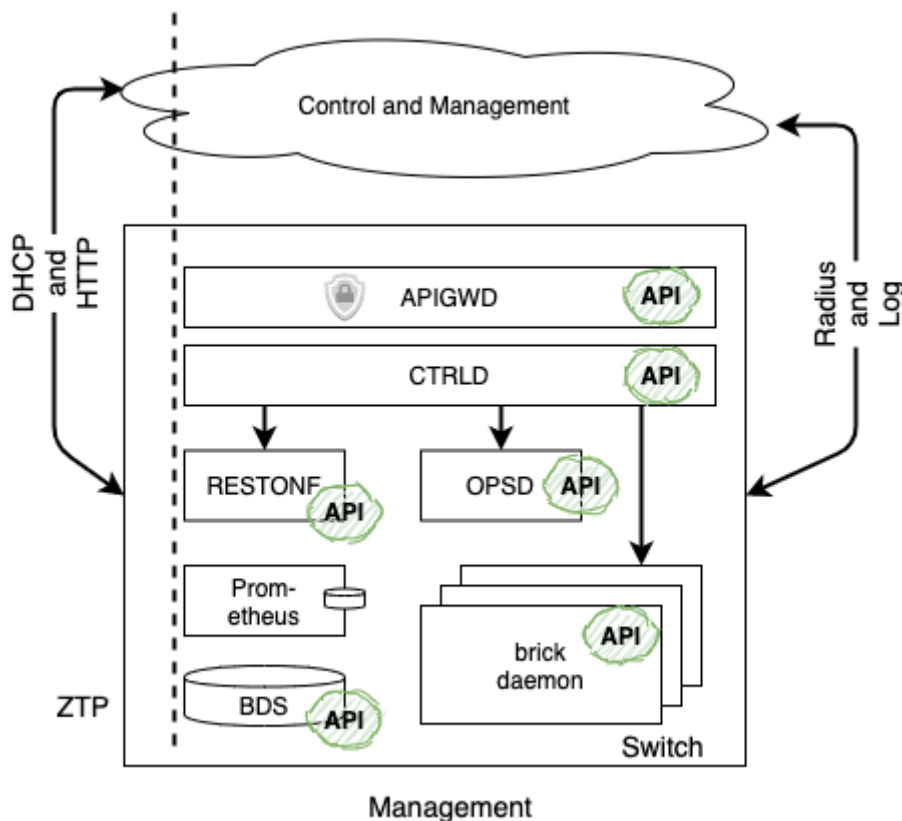 Control and Management
DHCP
and
HTTP
Radius
and
Log
APIGWD
API
CTRLD
API
RESTONF
API
OPSD
API
Prom-
etheus
brick
daemon
API
BDS
API
ZTP
Switch
Management